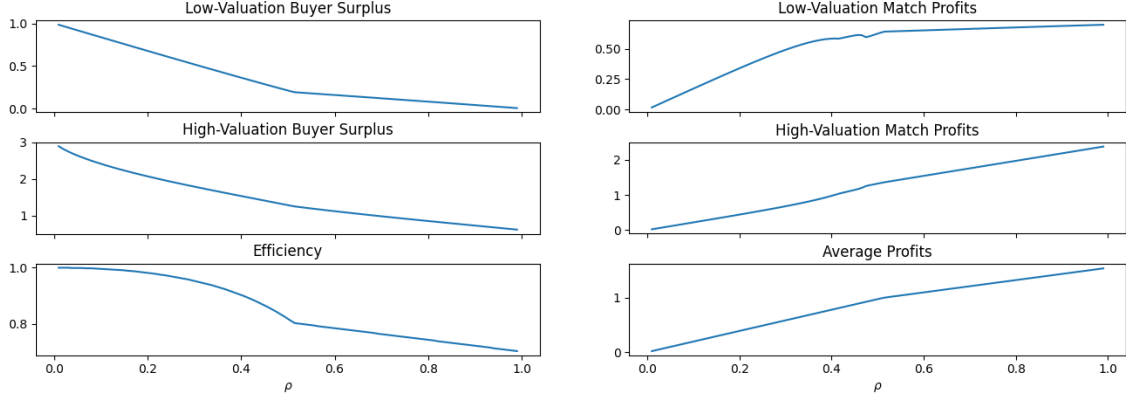 Low-Valuation Buyer Surplus
1.0
0.5
0.0
High-Valuation Buyer Surplus
3
2
1
Efficiency
1.0
0.8
0.0 0.2 0.4 0.6 0.8 1.0
ρ
Low-Valuation Match Profits
0.50
0.25
0.00
High-Valuation Match Profits
2
1
0
Average Profits
1
0
0.0 0.2 0.4 0.6 0.8 1.0
ρ